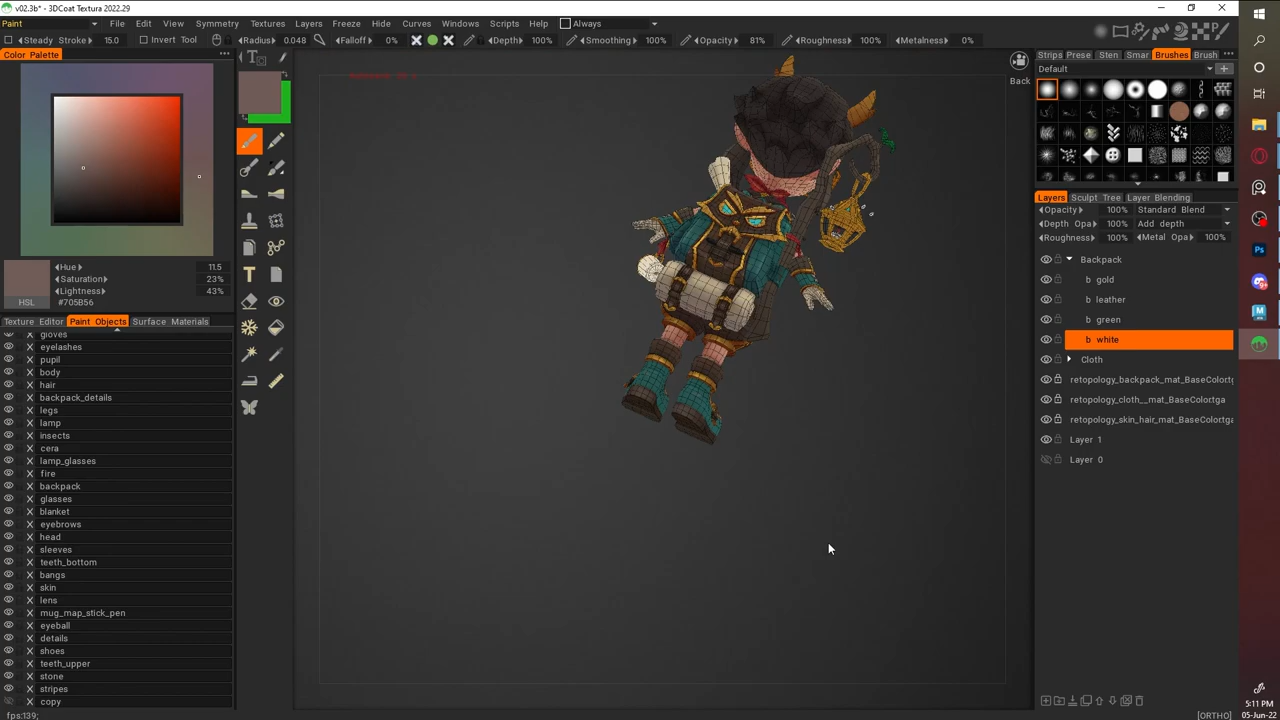 v02.3b* - 3DCoat Textura 2022.29
Paint File Edit View Symmetry Textures Layers Freeze Hide Curves Windows Scripts Help Always
Steady Stroke 15.0 Invert Tool Radius 0.048 Falloff 0% Depth 100% Smoothing 100% Opacity 81% Roughness 100% Metalness 0%
Color Palette
Hue 11.5
Saturation 23%
Lightness 43%
HSL #705B56
Texture Editor Paint Objects Surface Materials
gloves
eyelashes
pupil
body
hair
backpack_details
legs
lamp
insects
cera
lamp_glasses
fire
backpack
glasses
blanket
eyebrows
head
sleeves
teeth_bottom
bangs
skin
lens
mug_map_stick_pen
eyeball
details
shoes
teeth_upper
stone
stripes
copy
fps:139;
Back
Strips Prese Sten Smar Brushes Brush
Default
Layers Sculpt Tree Layer Blending
Opacity 100% Standard Blend
Depth Opa 100% Add depth
Roughness 100% Metal Opa 100%
Backpack
b gold
b leather
b green
b white
Cloth
retopology_backpack_mat_BaseColortg
retopology_cloth__mat_BaseColortga
retopology_skin_hair_mat_BaseColortga
Layer 1
Layer 0
[ORTHO]
Ps
M
5:11 PM
05-Jun-22